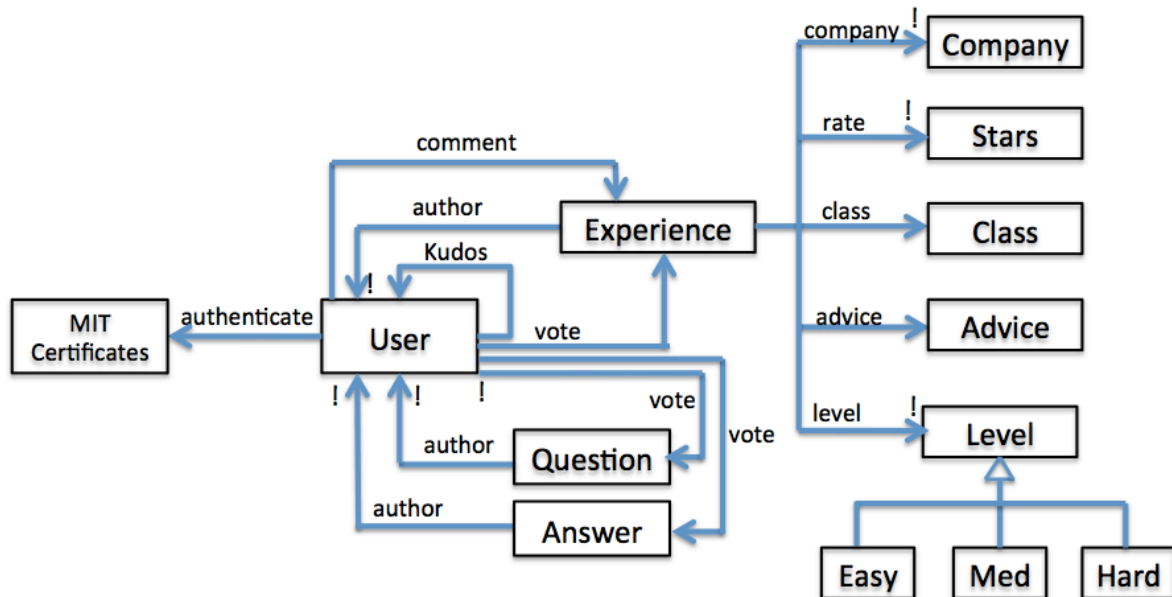 !
company
Company
!
rate
Stars
comment
author
Experience
class
Class
Kudos
!
MIT
Certificates
authenticate
User
vote
advice
Advice
!
!
!
vote
vote
!
level
Level
author
Question
author
Answer
Easy
Med
Hard